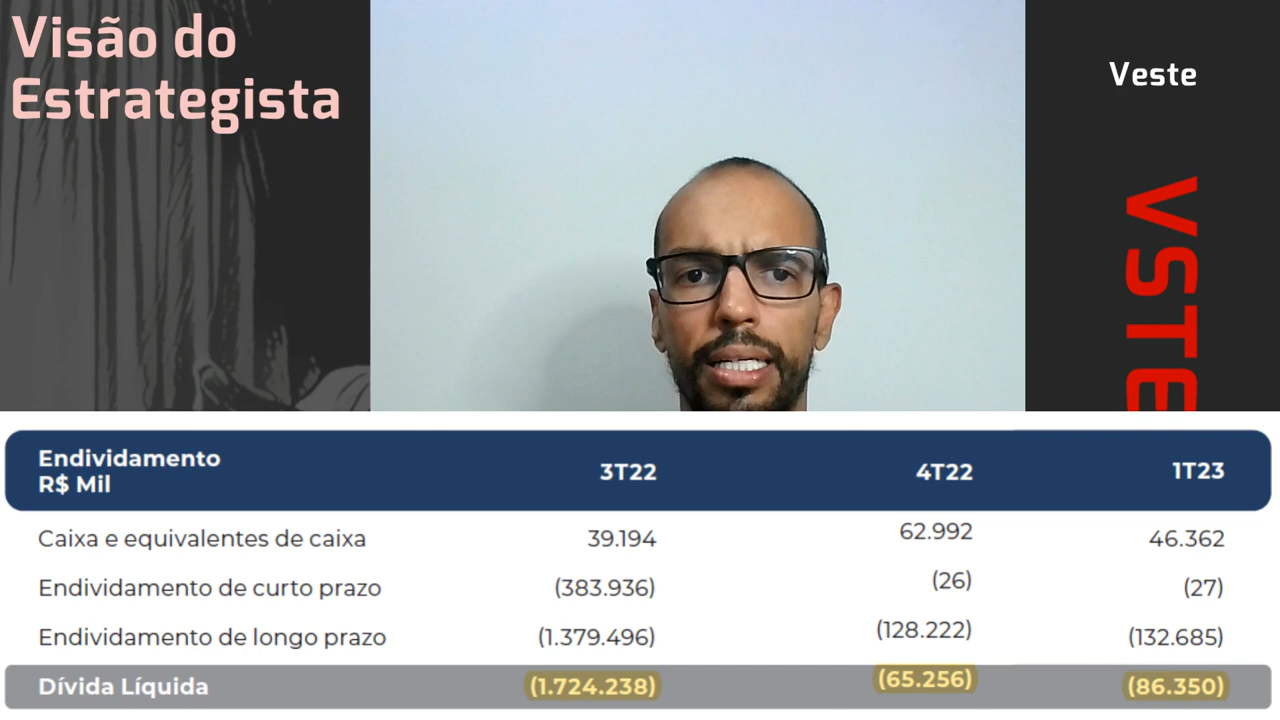 Visão do
Estrategista
Veste
VSTE
Endividamento
R$ Mil
3T22
4T22
1T23
Caixa e equivalentes de caixa
39.194
62.992
46.362
Endividamento de curto prazo
(383.936)
(26)
(27)
Endividamento de longo prazo
(1.379.496)
(128.222)
(132.685)
Dívida Líquida
(1.724.238)
(65.256)
(86.350)